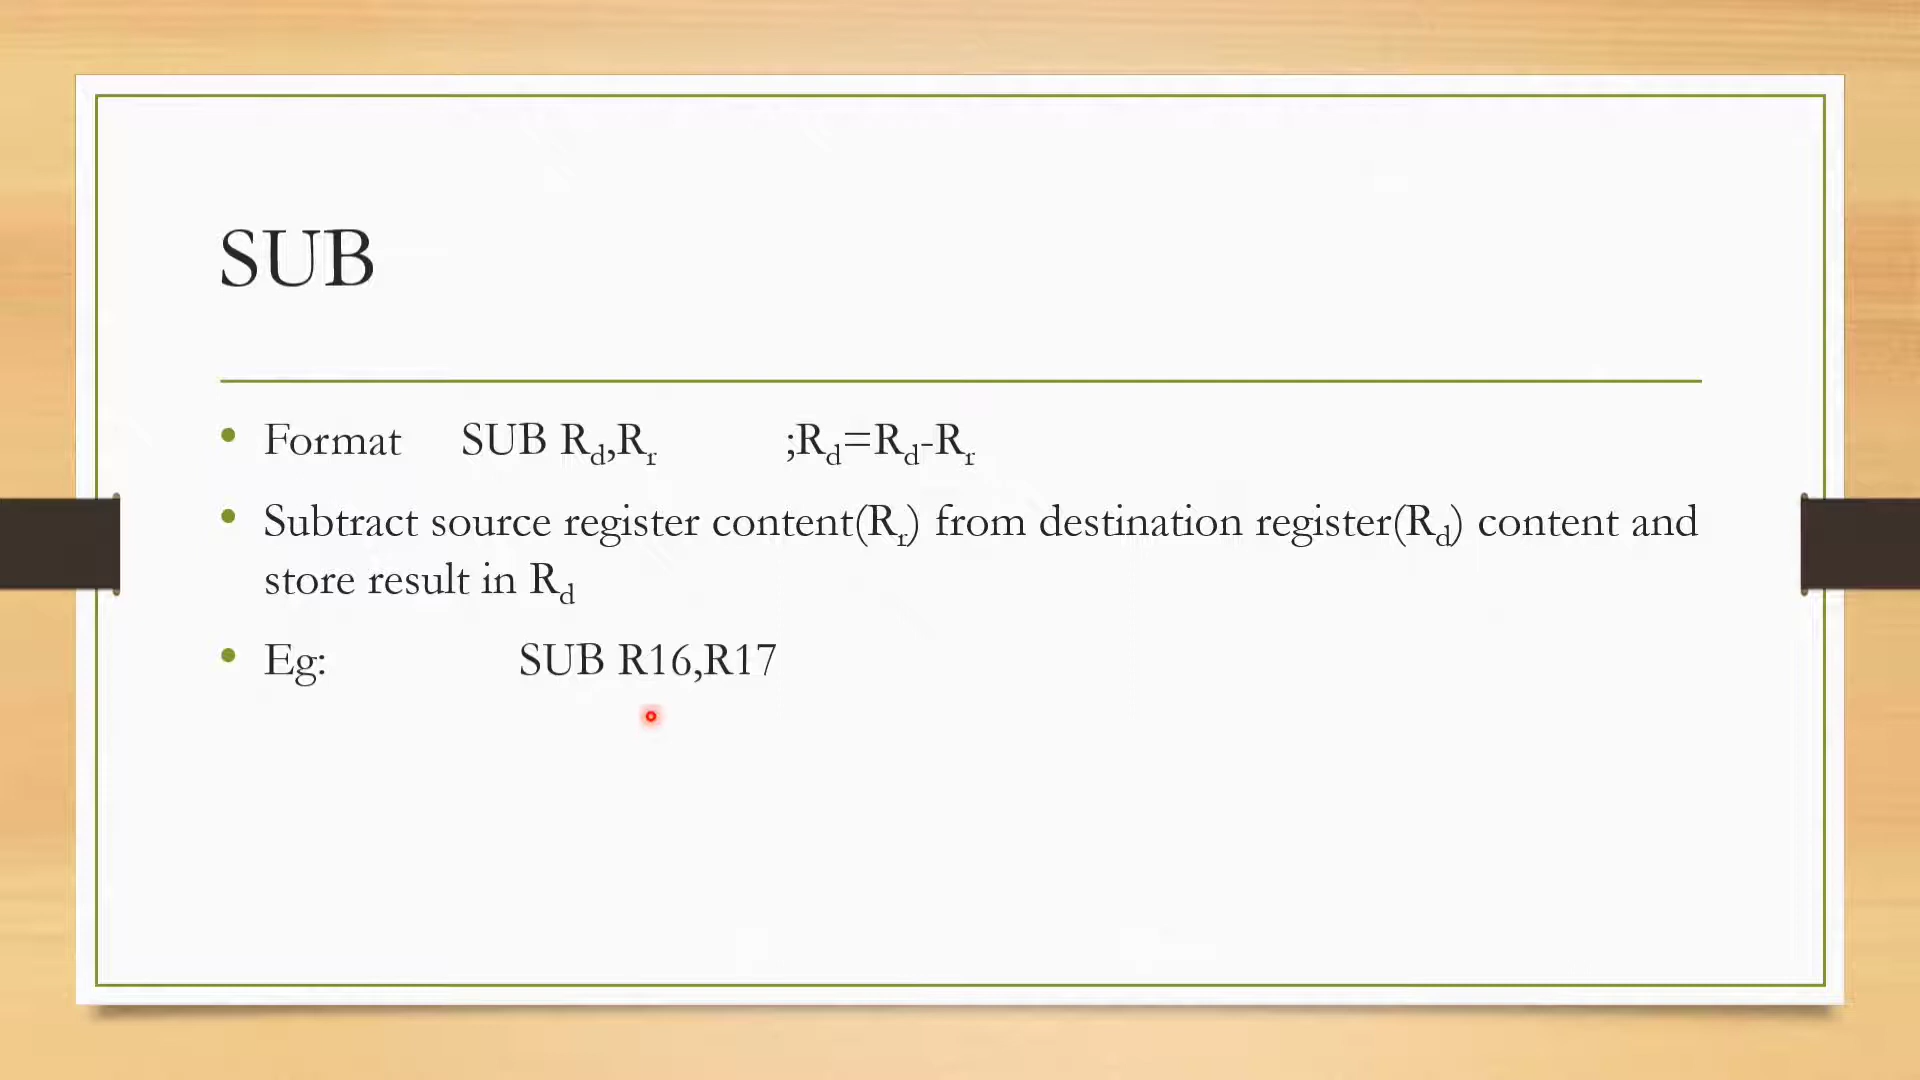 SUB
• Format SUB Rd,Rr ;Rd=Rd-Rr
• Subtract source register content(Rr) from destination register(Rd) content and
store result in Rd
• Eg: SUB R16,R17